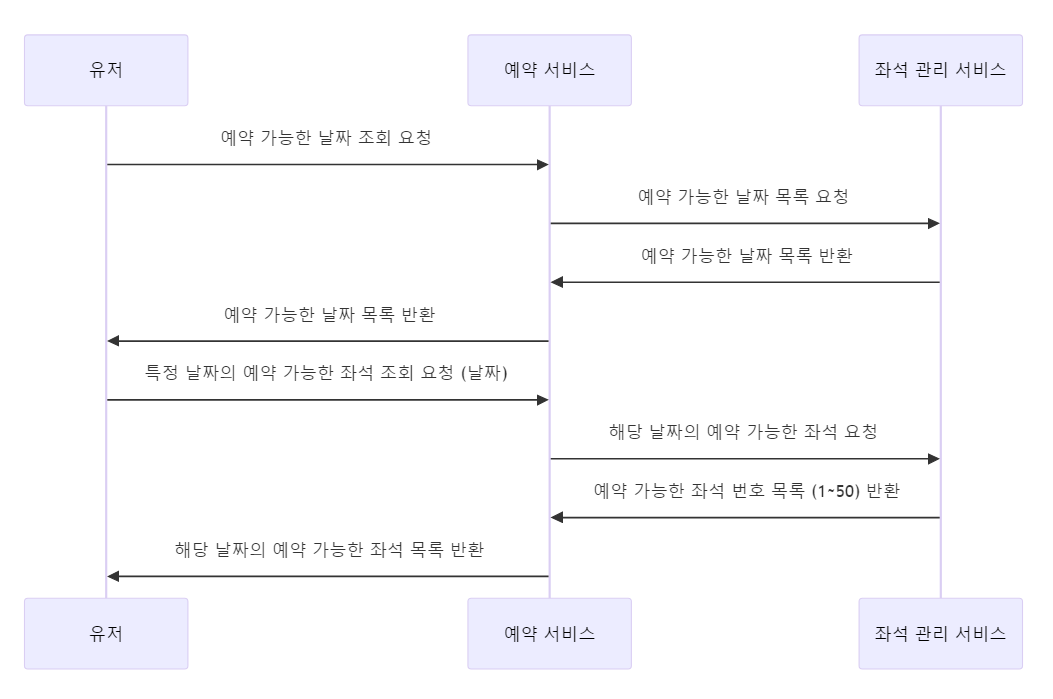 유저
예약 서비스
좌석 관리 서비스
예약 가능한 날짜 조회 요청
예약 가능한 날짜 목록 요청
예약 가능한 날짜 목록 반환
예약 가능한 날짜 목록 반환
특정 날짜의 예약 가능한 좌석 조회 요청 (날짜)
해당 날짜의 예약 가능한 좌석 요청
예약 가능한 좌석 번호 목록 (1~50) 반환
해당 날짜의 예약 가능한 좌석 목록 반환
유저
예약 서비스
좌석 관리 서비스